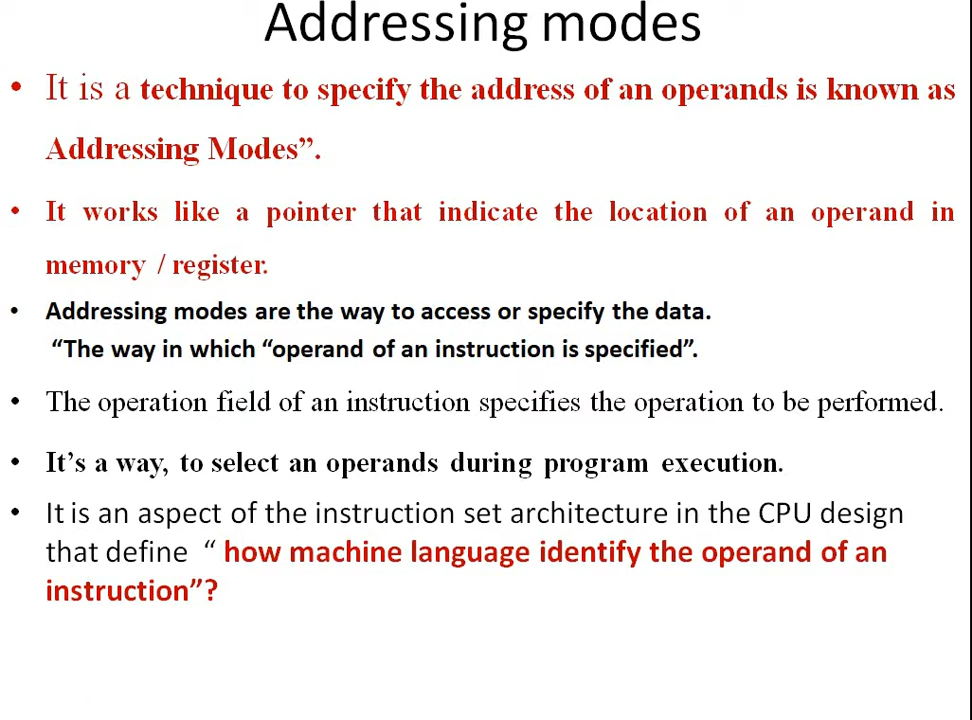 Addressing modes
• It is a technique to specify the address of an operands is known as
Addressing Modes”.
• It works like a pointer that indicate the location of an operand in
memory / register.
• Addressing modes are the way to access or specify the data.
“The way in which “operand of an instruction is specified”.
• The operation field of an instruction specifies the operation to be performed.
• It’s a way, to select an operands during program execution.
• It is an aspect of the instruction set architecture in the CPU design
that define “ how machine language identify the operand of an
instruction”?